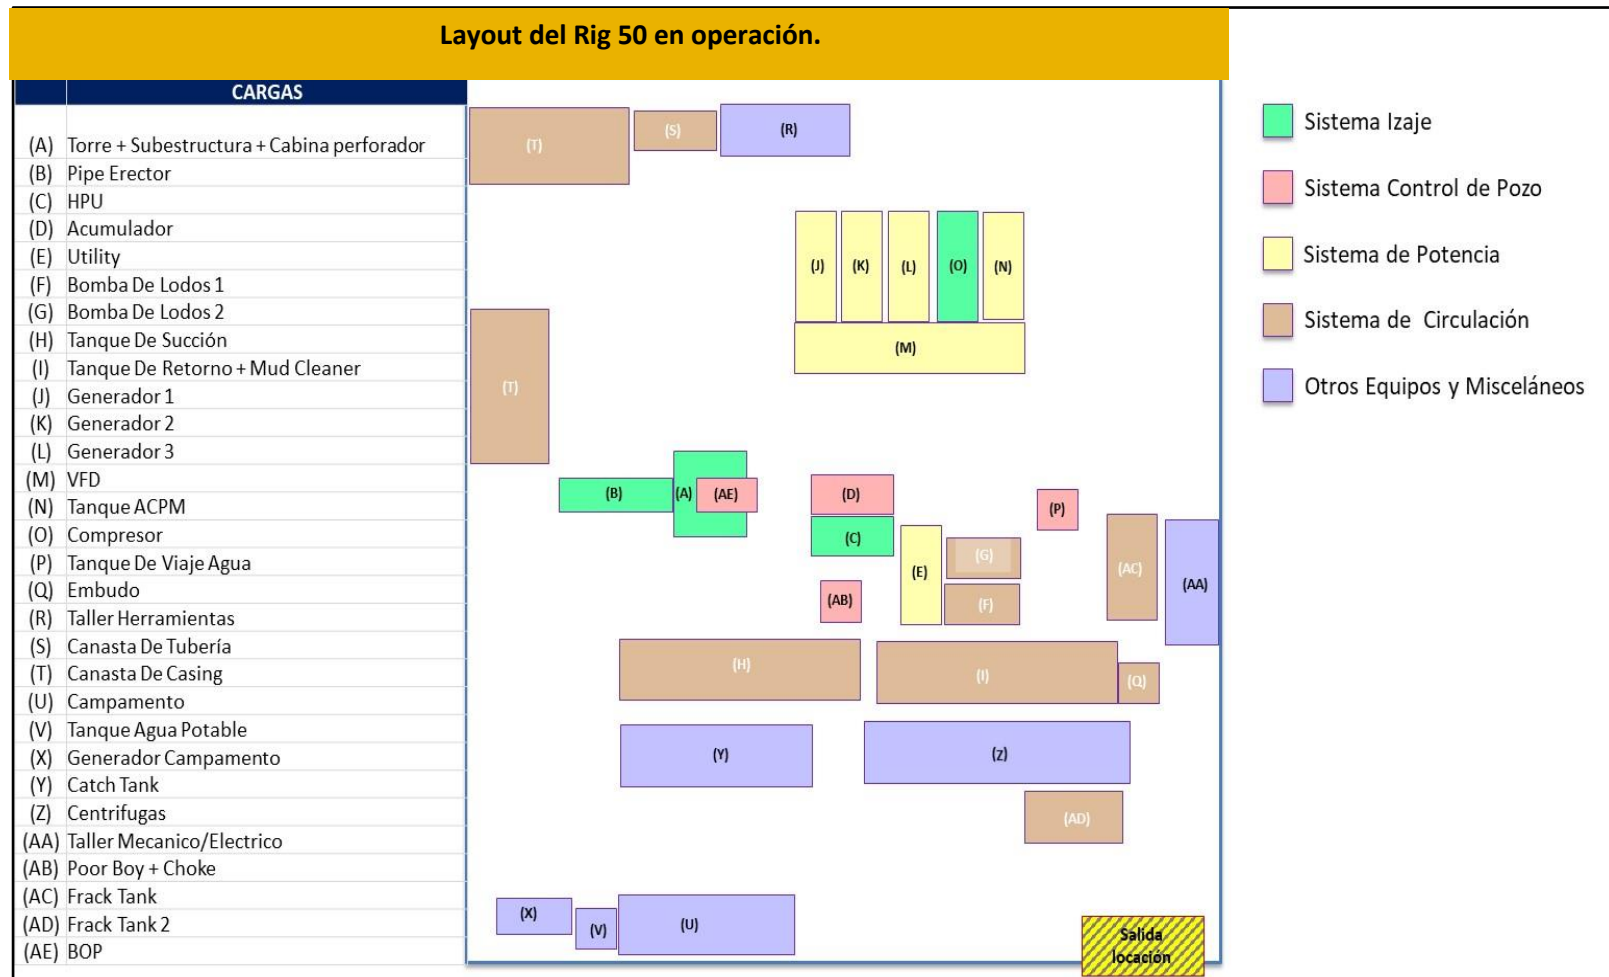 Layout del Rig 50 en operación.
CARGAS
(A) Torre + Subestructura + Cabina perforador
(B) Pipe Erector
(C) HPU
(D) Acumulador
(E) Utility
(F) Bomba De Lodos 1
(G) Bomba De Lodos 2
(H) Tanque De Succión
(I) Tanque De Retorno + Mud Cleaner
(J) Generador 1
(K) Generador 2
(L) Generador 3
(M) VFD
(N) Tanque ACPM
(O) Compresor
(P) Tanque De Viaje Agua
(Q) Embudo
(R) Taller Herramientas
(S) Canasta De Tubería
(T) Canasta De Casing
(U) Campamento
(V) Tanque Agua Potable
(X) Generador Campamento
(Y) Catch Tank
(Z) Centrifugas
(AA) Taller Mecanico/Electrico
(AB) Poor Boy + Choke
(AC) Frack Tank
(AD) Frack Tank 2
(AE) BOP
(T) (S) (R)
(J) (K) (L) (O) (N)
(M)
(T)
(B) (A) (AE) (D) (P)
(C) (E) (G) (AC) (AA)
(AB) (F)
(H) (I) (Q)
(Y) (Z)
(AD)
(X) (V) (U)
Salida
locación
Sistema Izaje
Sistema Control de Pozo
Sistema de Potencia
Sistema de Circulación
Otros Equipos y Misceláneos